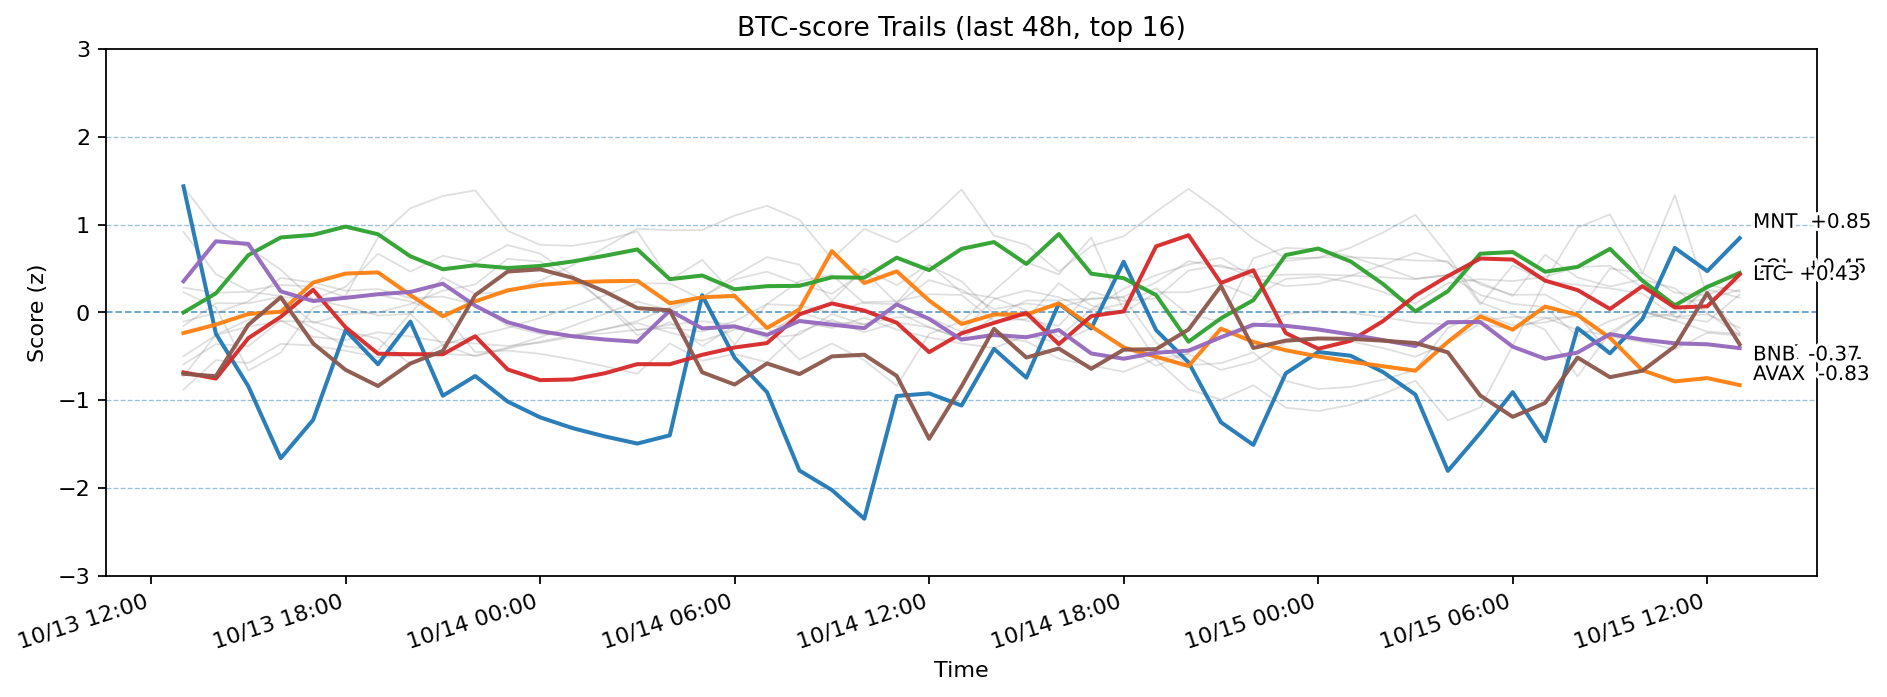 BTC-score Trails (last 48h, top 16)
3
2
1
0
−1
−2
−3
Score (z)
MNT +0.85
LTC +0.43
BNB -0.37
AVAX -0.83
10/13 12:00
10/13 18:00
10/14 00:00
10/14 06:00
10/14 12:00
10/14 18:00
10/15 00:00
10/15 06:00
10/15 12:00
Time